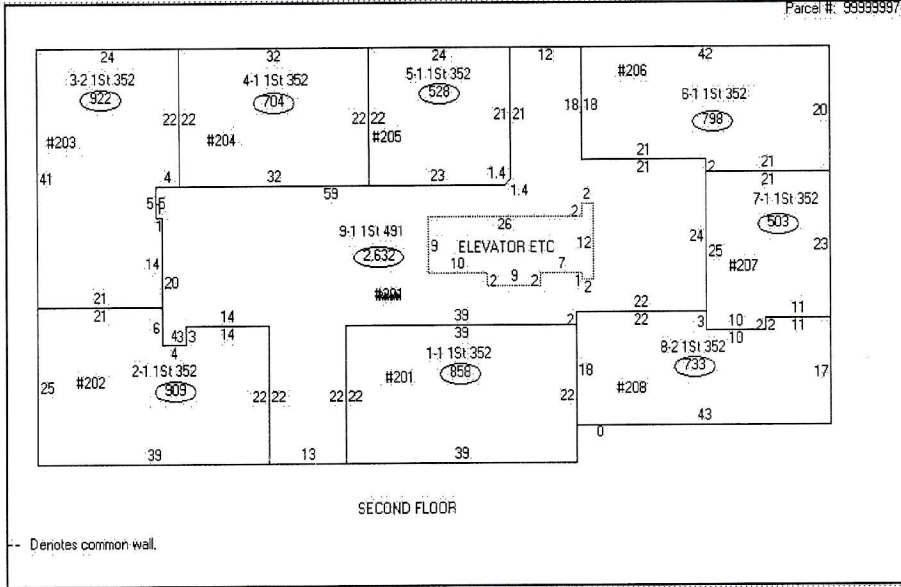 Parcel #: 99999997
24 32 24 12 42
3-2 1St 352
922
#203
4-1 1St 352
704
#204
5-1 1St 352
528
#205
#206
6-1 1St 352
798
22 22 22 22 21 21 18 18 20
41
4 32 23 1.4
59 1.4
21
21
2 21
21
5 5
1
14
20
9-1 1St 491
2,632
26
9 ELEVATOR ETC 12
2 2
10 2 9 2 7 1 2
24
25
7-1 1St 352
503
#207
23
21
21
6
4 3 3
4
14
14
39
39
2
22
22
3
10
10
2 2
11
11
2-1 1St 352
909
#202
25
22 22 22 22
1-1 1St 352
858
#201
22
18
8-2 1St 352
733
#208
17
43
0
39 13 39
SECOND FLOOR
-- Denotes common wall.